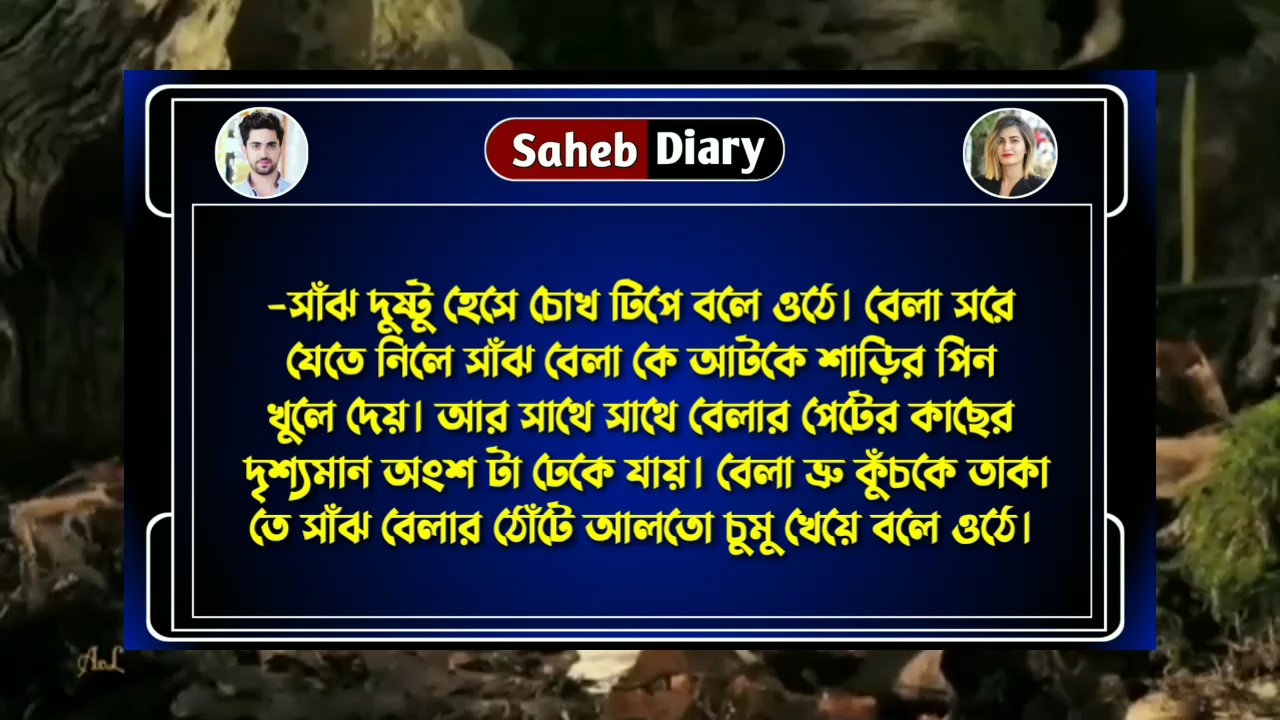 Saheb Diary
-সাঁঝ দুষ্টু হেসে চোখ টিপে বলে ওঠে। বেলা সরে
যেতে নিলে সাঁঝ বেলা কে আটকে শাড়ির পিন
খুলে দেয়। আর সাথে সাথে বেলার পেটের কাছের
দৃশ্যমান অংশ টা ঢেকে যায়। বেলা ভ্রু কুঁচকে তাকা
তে সাঁঝ বেলার ঠোঁটে আলতো চুমু খেয়ে বলে ওঠে।